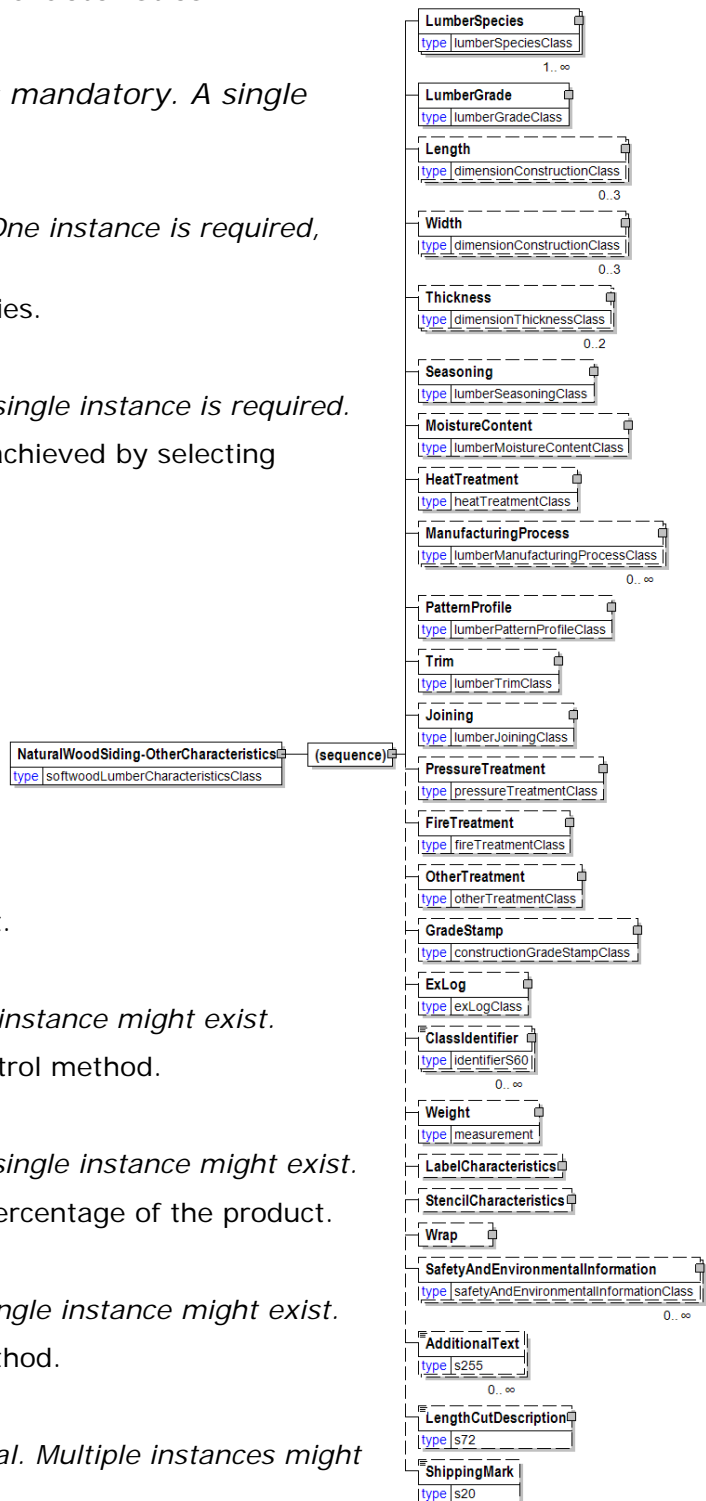 mandatory. A single
One instance is required,
ies.
single instance is required.
achieved by selecting
t.
instance might exist.
trol method.
single instance might exist.
ercentage of the product.
ngle instance might exist.
thod.
al. Multiple instances might
NaturalWoodSiding-OtherCharacteristics
type softwoodLumberCharacteristicsClass
(sequence)
LumberSpecies
type lumberSpeciesClass
1.. ∞
LumberGrade
type lumberGradeClass
Length
type dimensionConstructionClass
0..3
Width
type dimensionConstructionClass
0..3
Thickness
type dimensionThicknessClass
0..2
Seasoning
type lumberSeasoningClass
MoistureContent
type lumberMoistureContentClass
HeatTreatment
type heatTreatmentClass
ManufacturingProcess
type lumberManufacturingProcessClass
0.. ∞
PatternProfile
type lumberPatternProfileClass
Trim
type lumberTrimClass
Joining
type lumberJoiningClass
PressureTreatment
type pressureTreatmentClass
FireTreatment
type fireTreatmentClass
OtherTreatment
type otherTreatmentClass
GradeStamp
type constructionGradeStampClass
ExLog
type exLogClass
ClassIdentifier
type identifierS60
0.. ∞
Weight
type measurement
LabelCharacteristics
StencilCharacteristics
Wrap
SafetyAndEnvironmentalInformation
type safetyAndEnvironmentalInformationClass
0.. ∞
AdditionalText
type s255
0.. ∞
LengthCutDescription
type s72
ShippingMark
type s20